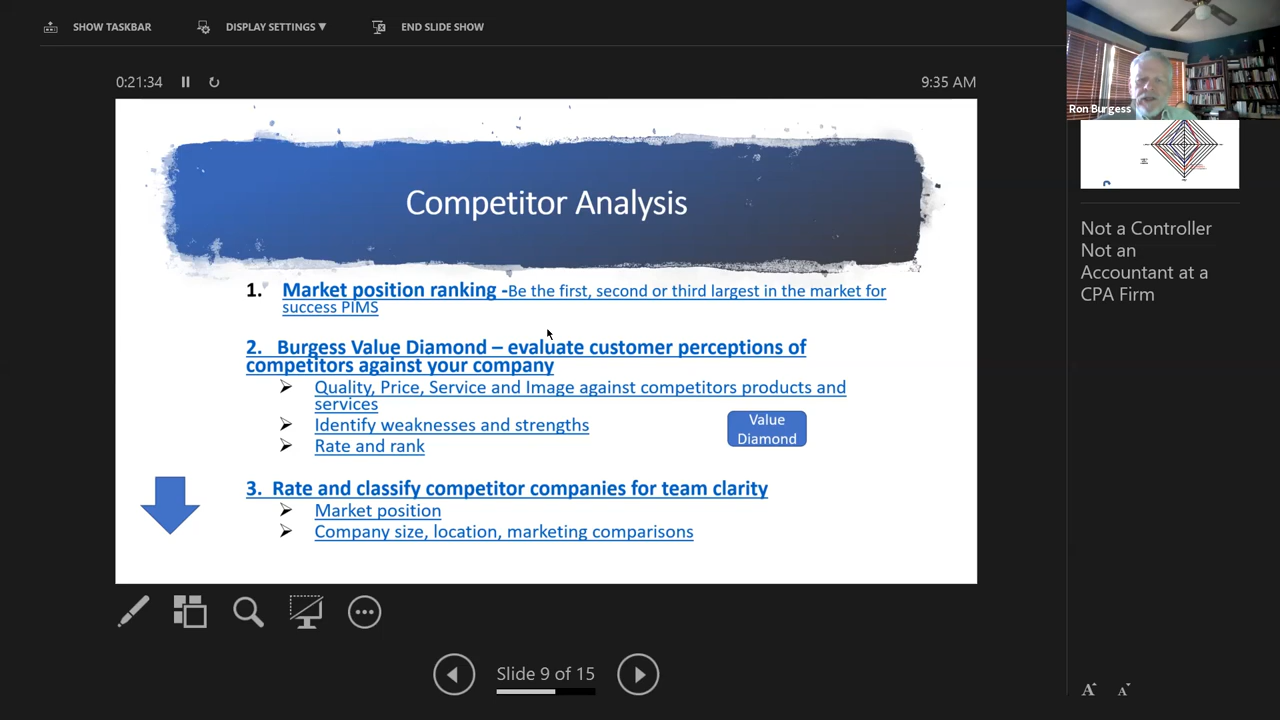 SHOW TASKBAR
DISPLAY SETTINGS ▼
END SLIDE SHOW
0:21:34
9:35 AM
Ron Burgess
Competitor Analysis
1. Market position ranking -Be the first, second or third largest in the market for
success PIMS
2. Burgess Value Diamond – evaluate customer perceptions of
competitors against your company
➢ Quality, Price, Service and Image against competitors products and
services
➢ Identify weaknesses and strengths
➢ Rate and rank
Value
Diamond
3. Rate and classify competitor companies for team clarity
➢ Market position
➢ Company size, location, marketing comparisons
Not a Controller
Not an
Accountant at a
CPA Firm
Slide 9 of 15
A A